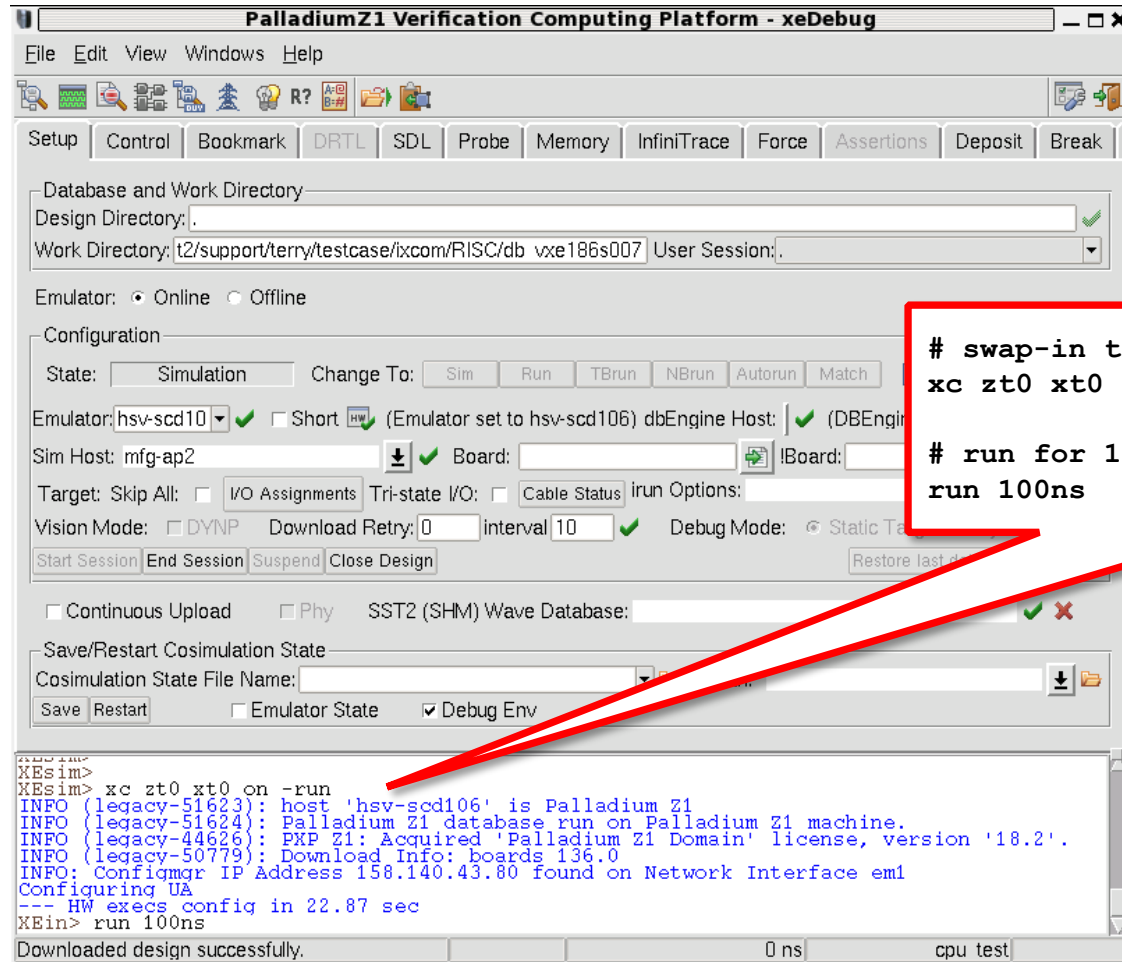 PalladiumZ1 Verification Computing Platform - xeDebug
File Edit View Windows Help
R? A=@ B=#
Setup Control Bookmark DRTL SDL Probe Memory InfiniTrace Force Assertions Deposit Break
Database and Work Directory
Design Directory: .
Work Directory: t2/support/terry/testcase/ixcom/RISC/db_vxe186s007 User Session: .
Emulator: Online Offline
Configuration
State: Simulation Change To: Sim Run TBrun NBrun Autorun Match
Emulator: hsv-scd10 Short HW (Emulator set to hsv-scd106) dbEngine Host: (DBEngin
Sim Host: mfg-ap2 Board: !Board:
Target: Skip All: I/O Assignments Tri-state I/O: Cable Status irun Options:
Vision Mode: DYNP Download Retry: 0 interval 10 Debug Mode: Static
Start Session End Session Suspend Close Design Restore last
Continuous Upload Phy SST2 (SHM) Wave Database:
Save/Restart Cosimulation State
Cosimulation State File Name:
Save Restart Emulator State Debug Env
# swap-in t
xc zt0 xt0
# run for 1
run 100ns
XEsim>
XEsim> xc zt0 xt0 on -run
INFO (legacy-51623): host 'hsv-scd106' is Palladium Z1
INFO (legacy-51624): Palladium Z1 database run on Palladium Z1 machine.
INFO (legacy-44626): PXP Z1: Acquired 'Palladium Z1 Domain' license, version '18.2'.
INFO (legacy-50779): Download Info: boards 136.0
INFO: Configmgr IP Address 158.140.43.80 found on Network Interface em1
Configuring UA
--- HW execs config in 22.87 sec
XEin> run 100ns
Downloaded design successfully. 0 ns cpu_test